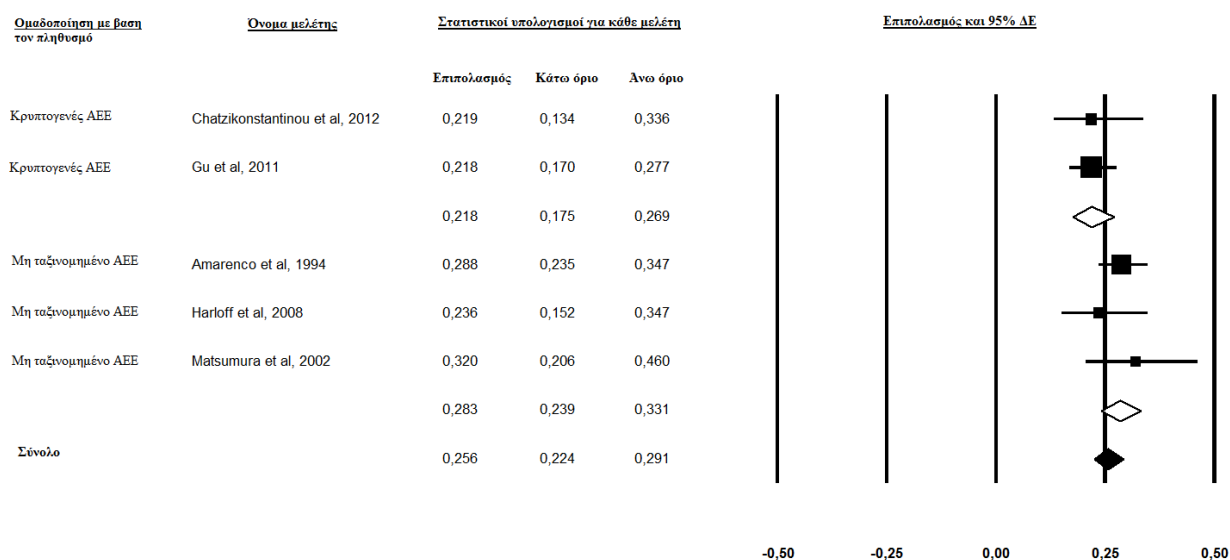 Ομαδοποίηση με βαση τον πληθυσμό Όνομα μελέτης Στατιστικοί υπολογισμοί για κάθε μελέτη Επιπολασμός και 95% ΔΕ
Επιπολασμός Κάτω όριο Άνω όριο
Κρυπτογενές ΑΕΕ Chatzikonstantinou et al, 2012 0,219 0,134 0,336
Κρυπτογενές ΑΕΕ Gu et al, 2011 0,218 0,170 0,277
0,218 0,175 0,269
Μη ταξινομημένο ΑΕΕ Amarenco et al, 1994 0,288 0,235 0,347
Μη ταξινομημένο ΑΕΕ Harloff et al, 2008 0,236 0,152 0,347
Μη ταξινομημένο ΑΕΕ Matsumura et al, 2002 0,320 0,206 0,460
0,283 0,239 0,331
Σύνολο 0,256 0,224 0,291
-0,50 -0,25 0,00 0,25 0,50